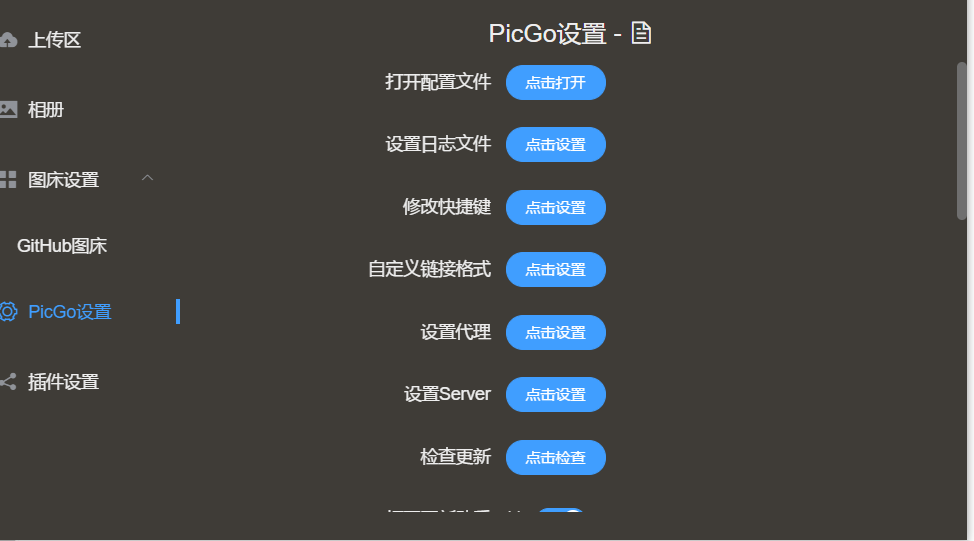 PicGo设置 -
上传区
相册
图床设置
GitHub图床
PicGo设置
插件设置
打开配置文件 点击打开
设置日志文件 点击设置
修改快捷键 点击设置
自定义链接格式 点击设置
设置代理 点击设置
设置Server 点击设置
检查更新 点击检查